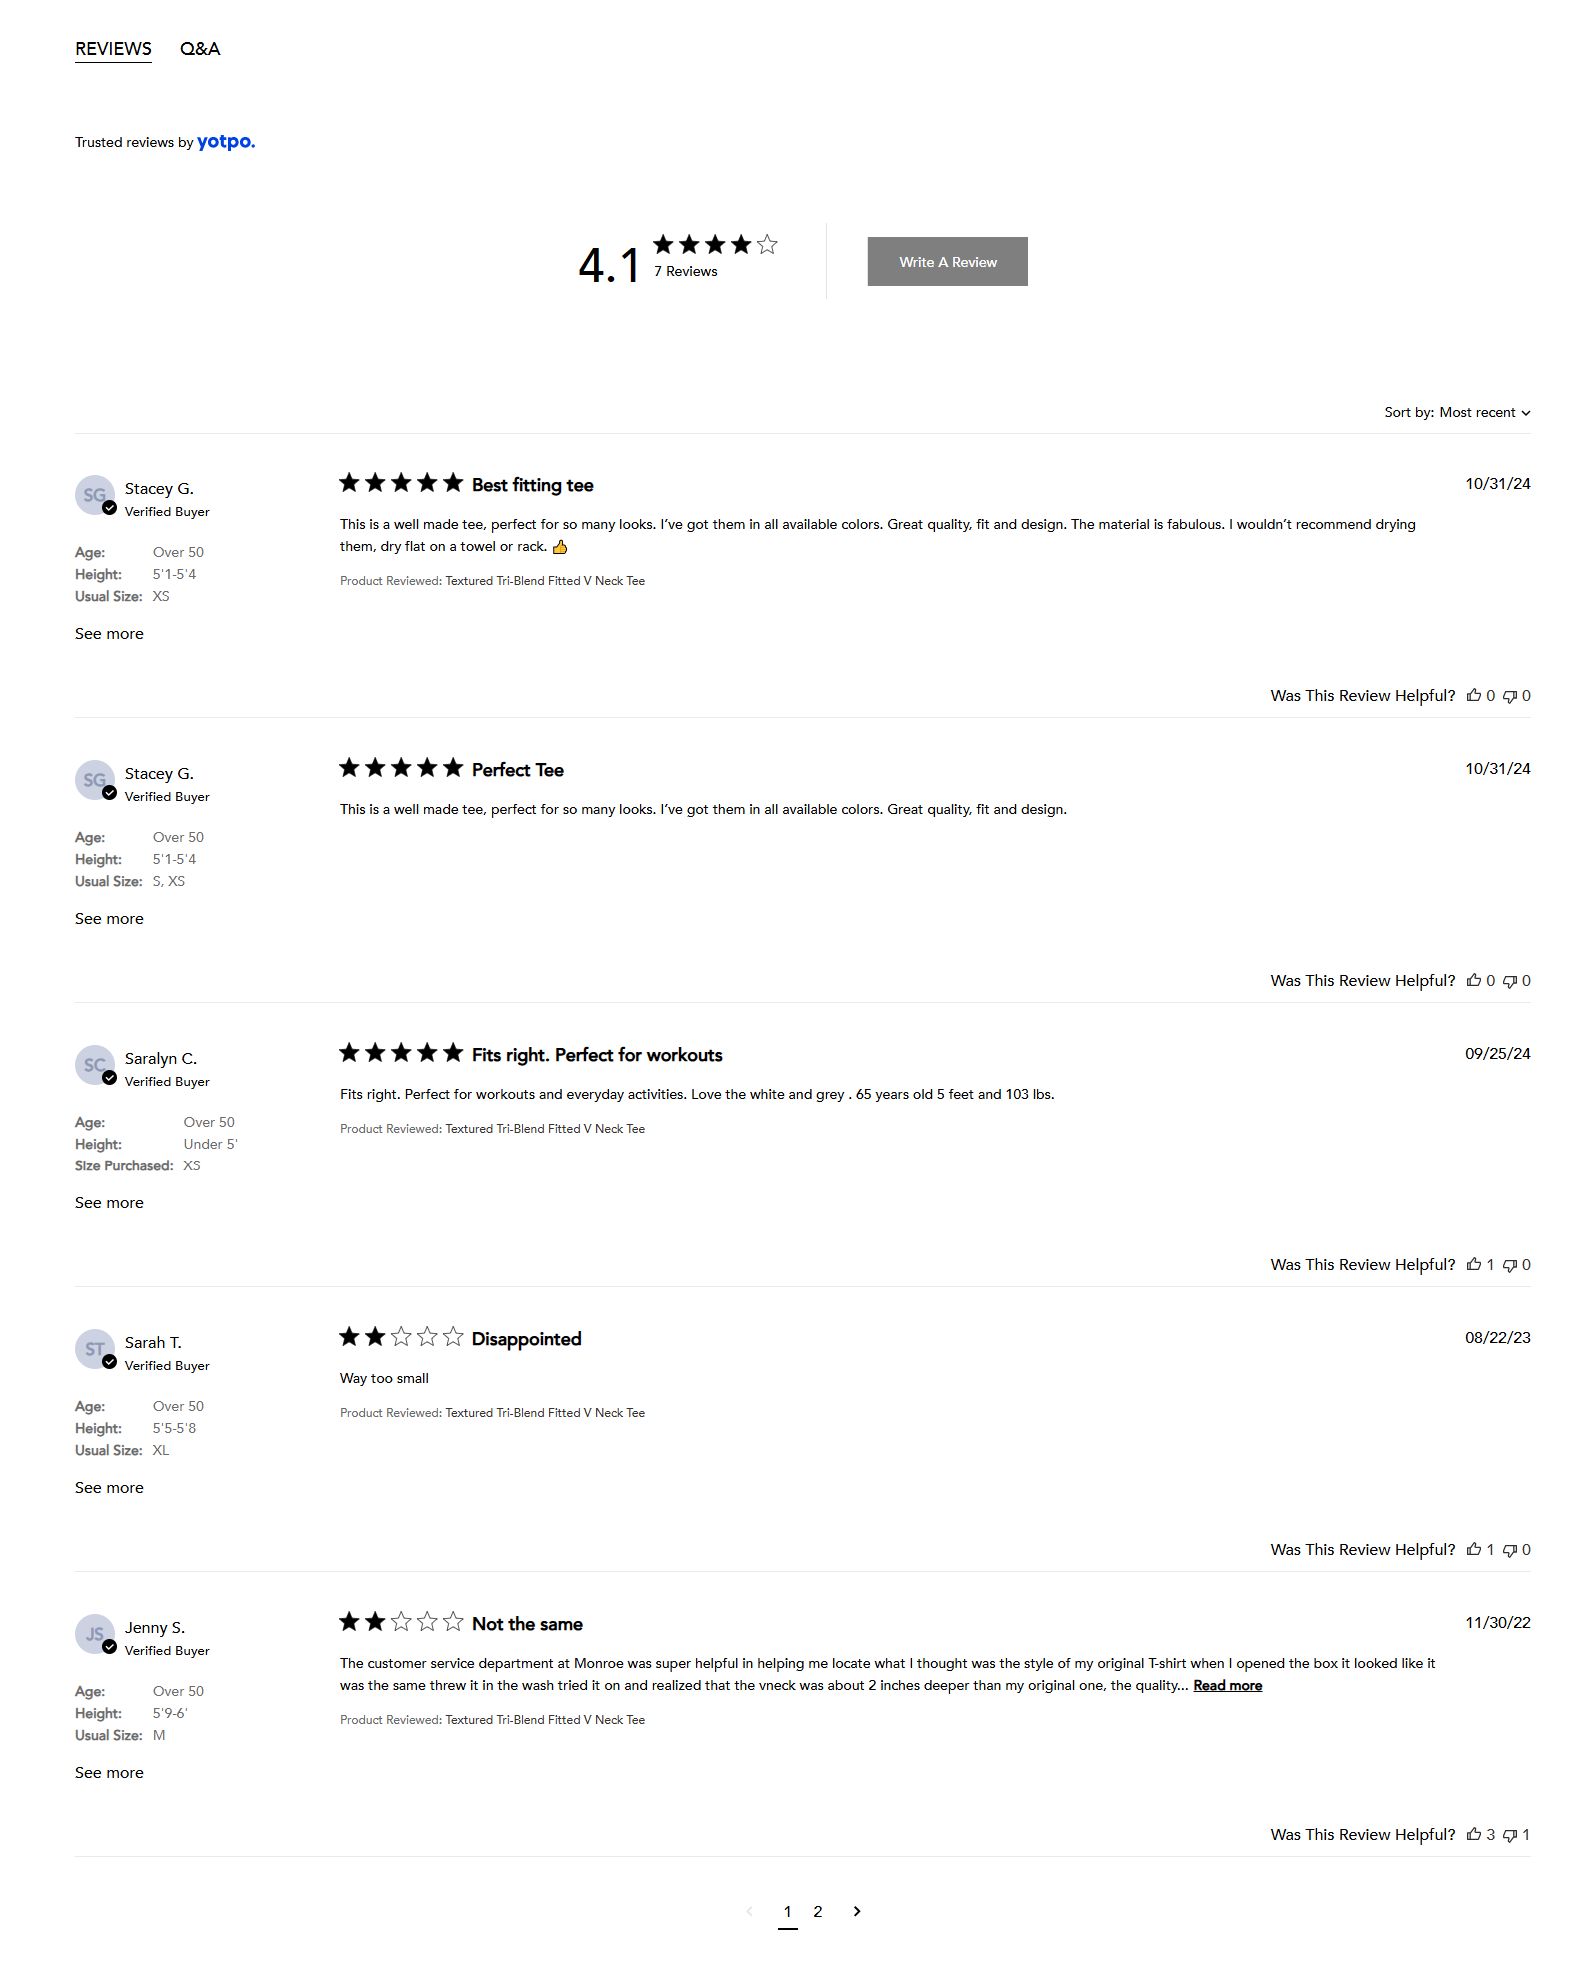 REVIEWS Q&A
Trusted reviews by yotpo.
4.1
7 Reviews
Write A Review
Sort by: Most recent
SG
Stacey G.
Verified Buyer
Age: Over 50
Height: 5'1-5'4
Usual Size: XS
See more
Best fitting tee
10/31/24
This is a well made tee, perfect for so many looks. I’ve got them in all available colors. Great quality, fit and design. The material is fabulous. I wouldn’t recommend drying
them, dry flat on a towel or rack. 👍
Product Reviewed: Textured Tri-Blend Fitted V Neck Tee
Was This Review Helpful? 0 0
SG
Stacey G.
Verified Buyer
Age: Over 50
Height: 5'1-5'4
Usual Size: S, XS
See more
Perfect Tee
10/31/24
This is a well made tee, perfect for so many looks. I’ve got them in all available colors. Great quality, fit and design.
Was This Review Helpful? 0 0
SC
Saralyn C.
Verified Buyer
Age: Over 50
Height: Under 5'
SIze Purchased: XS
See more
Fits right. Perfect for workouts
09/25/24
Fits right. Perfect for workouts and everyday activities. Love the white and grey . 65 years old 5 feet and 103 lbs.
Product Reviewed: Textured Tri-Blend Fitted V Neck Tee
Was This Review Helpful? 1 0
ST
Sarah T.
Verified Buyer
Age: Over 50
Height: 5'5-5'8
Usual Size: XL
See more
Disappointed
08/22/23
Way too small
Product Reviewed: Textured Tri-Blend Fitted V Neck Tee
Was This Review Helpful? 1 0
JS
Jenny S.
Verified Buyer
Age: Over 50
Height: 5'9-6'
Usual Size: M
See more
Not the same
11/30/22
The customer service department at Monroe was super helpful in helping me locate what I thought was the style of my original T-shirt when I opened the box it looked like it
was the same threw it in the wash tried it on and realized that the vneck was about 2 inches deeper than my original one, the quality... Read more
Product Reviewed: Textured Tri-Blend Fitted V Neck Tee
Was This Review Helpful? 3 1
1 2